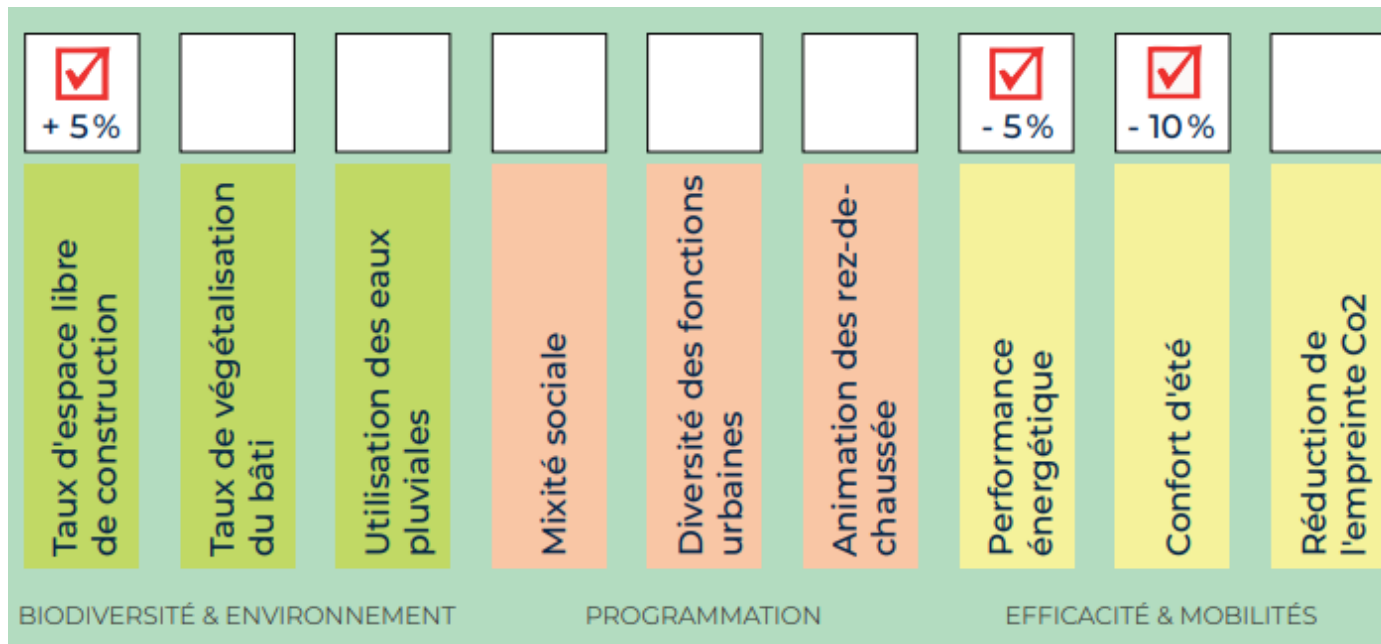 + 5%
- 5%
- 10%
Taux d'espace libre
de construction
Taux de végétalisation
du bâti
Utilisation des eaux
pluviales
Mixité sociale
Diversité des fonctions
urbaines
Animation des rez-de-
chaussée
Performance
énergétique
Confort d'été
Réduction de
l'empreinte Co2
BIODIVERSITÉ & ENVIRONNEMENT
PROGRAMMATION
EFFICACITÉ & MOBILITÉS